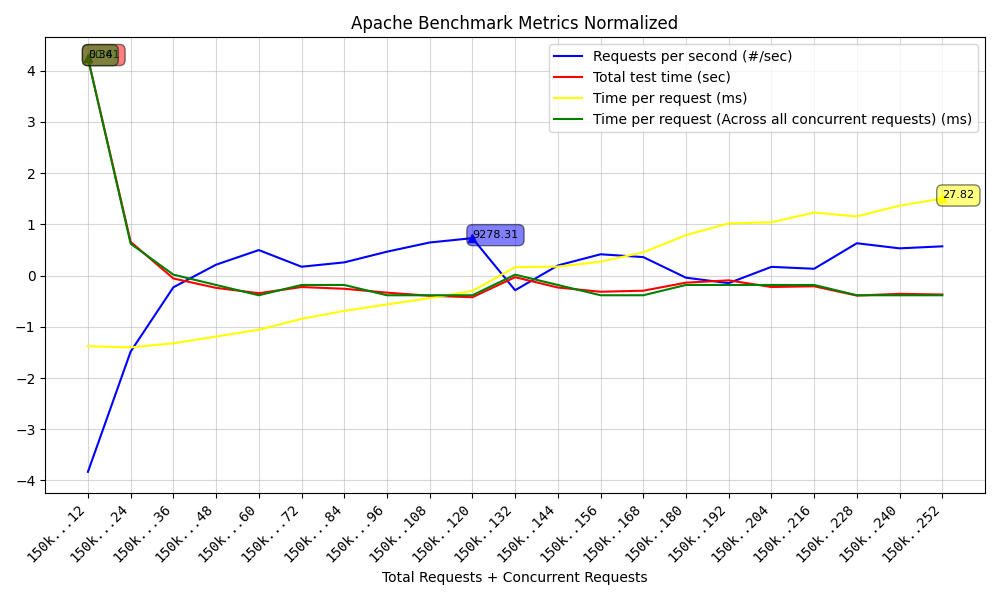 Apache Benchmark Metrics Normalized
Requests per second (#/sec)
Total test time (sec)
Time per request (ms)
Time per request (Across all concurrent requests) (ms)
27.82
9278.31
4
3
2
1
0
−1
−2
−3
−4
150k...12
150k...24
150k...36
150k...48
150k...60
150k...72
150k...84
150k...96
150k...108
150k...120
150k...132
150k...144
150k...156
150k...168
150k...180
150k...192
150k...204
150k...216
150k...228
150k...240
150k...252
Total Requests + Concurrent Requests